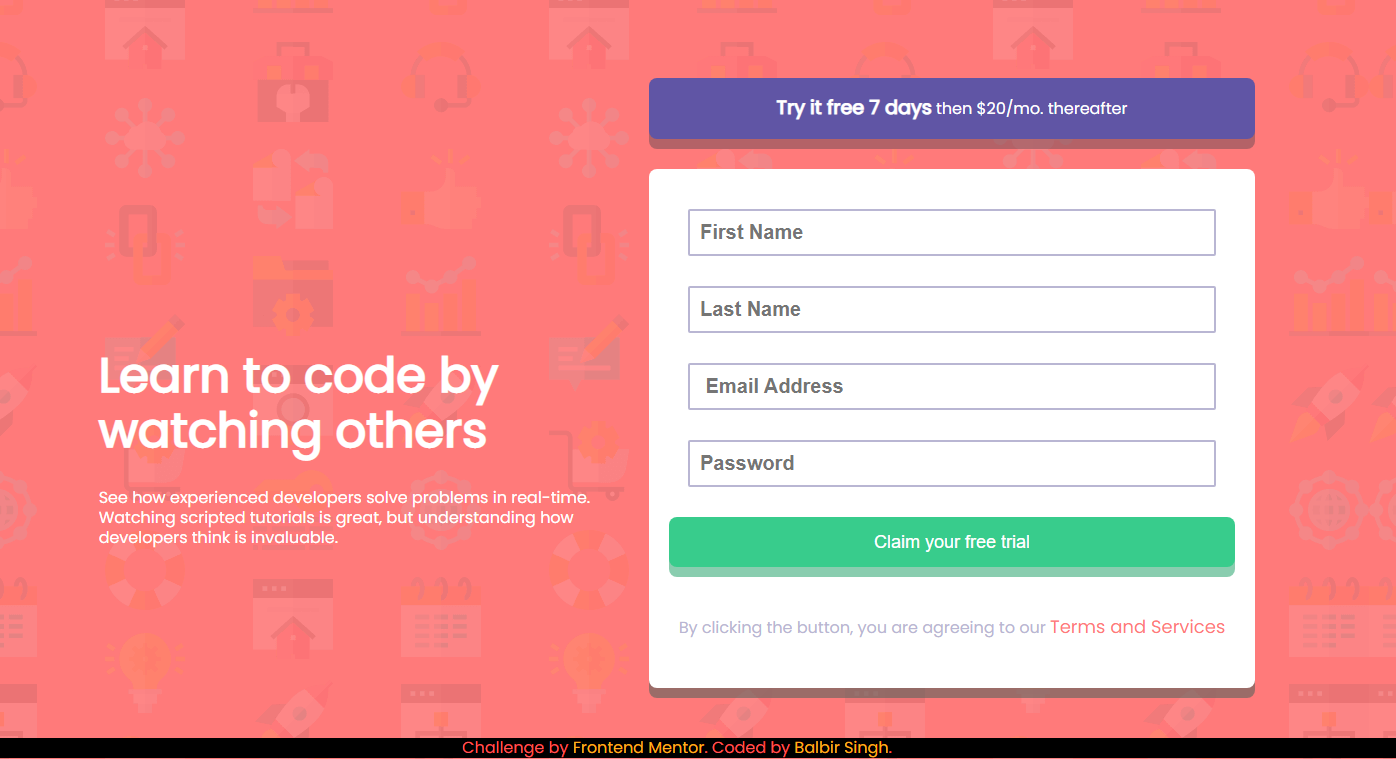 Learn to code by
watching others
See how experienced developers solve problems in real-time.
Watching scripted tutorials is great, but understanding how
developers think is invaluable.
Try it free 7 days then $20/mo. thereafter
First Name
Last Name
Email Address
Password
Claim your free trial
By clicking the button, you are agreeing to our Terms and Services
Challenge by Frontend Mentor. Coded by Balbir Singh.